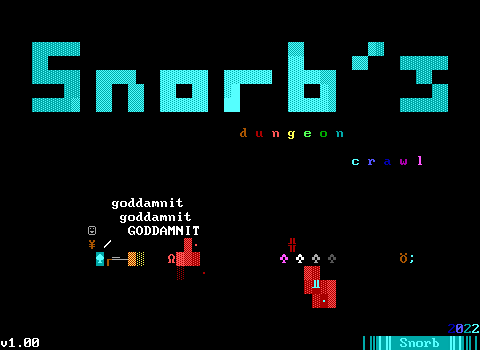 Snorb's
dungeon
crawl
goddamnit
goddamnit
GODDAMNIT
2022
v1.00
Snorb